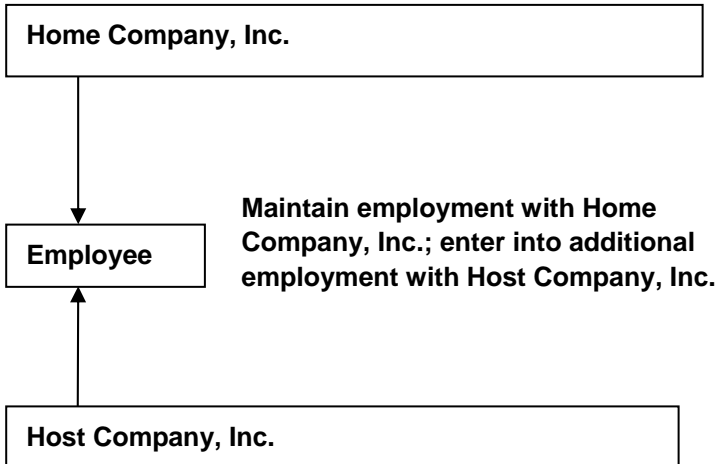 Home Company, Inc.
Maintain employment with Home
Company, Inc.; enter into additional
employment with Host Company, Inc.
Employee
Host Company, Inc.